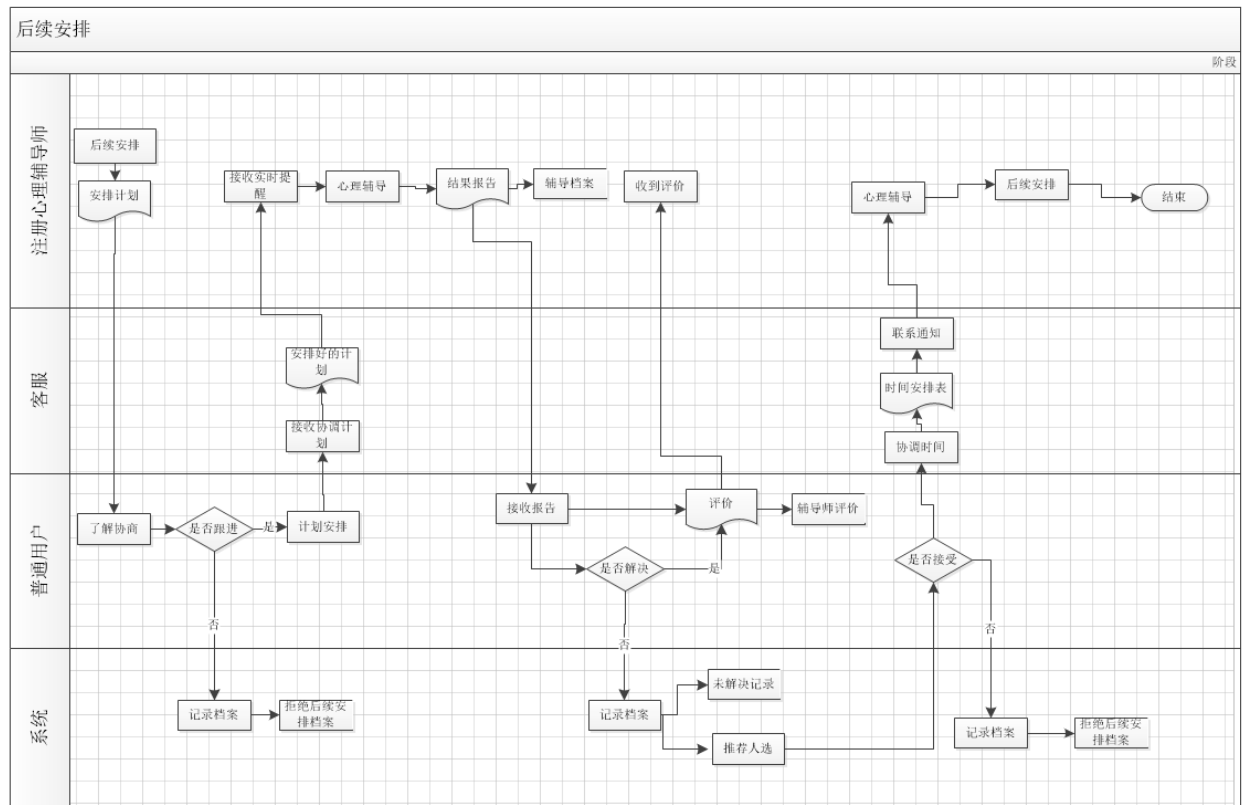 后续安排
阶段
注册心理辅导师
后续安排
安排计划
接收实时提
醒
心理辅导
结果报告
辅导档案
收到评价
心理辅导
后续安排
结束
客服
安排好的计
划
接收协调计
划
联系通知
时间安排表
协调时间
普通用户
了解协商
是否跟进
是
计划安排
否
接收报告
评价
辅导师评价
是否解决
是
否
是否接受
否
系统
记录档案
拒绝后续安
排档案
记录档案
未解决记录
推荐人选
记录档案
拒绝后续安
排档案